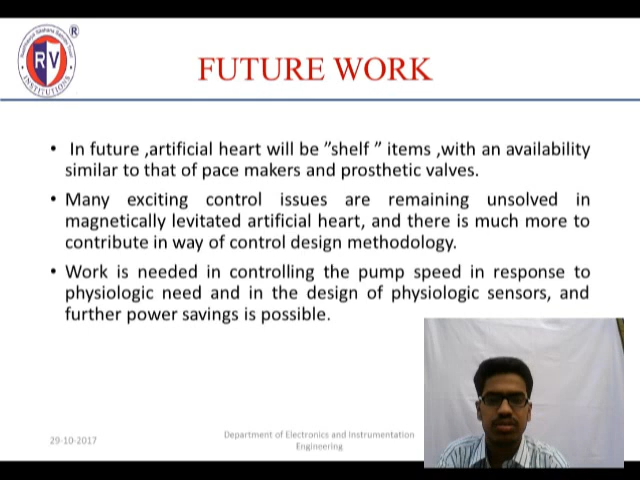 RV
INSTITUTIONS
®
FUTURE WORK
• In future ,artificial heart will be ”shelf ” items ,with an availability
similar to that of pace makers and prosthetic valves.
• Many exciting control issues are remaining unsolved in
magnetically levitated artificial heart, and there is much more to
contribute in way of control design methodology.
• Work is needed in controlling the pump speed in response to
physiologic need and in the design of physiologic sensors, and
further power savings is possible.
29-10-2017
Department of Electronics and Instrumentation
Engineering